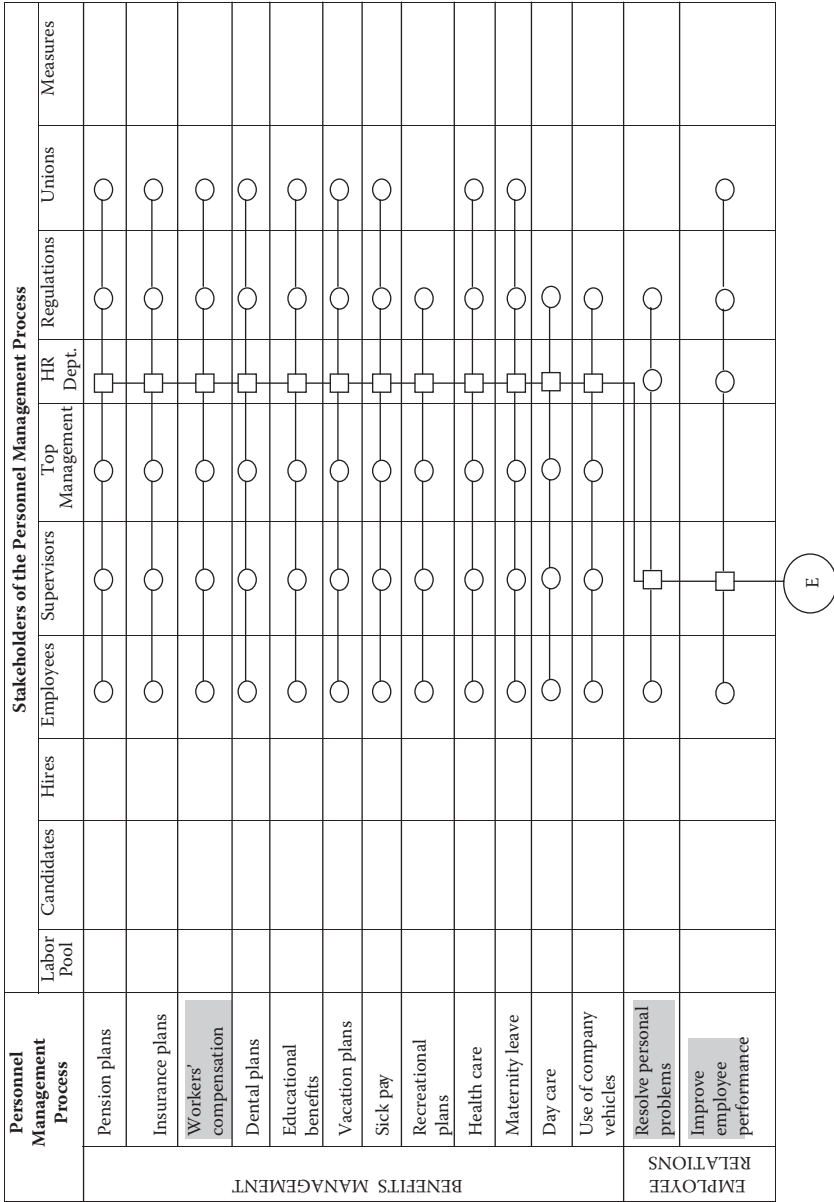 Stakeholders of the Personnel Management Process
Personnel
Management
Process
Labor
Pool
Candidates
Hires
Employees
Supervisors
Top
Management
HR
Dept.
Regulations
Unions
Measures
BENEFITS MANAGEMENT
Pension plans
Insurance plans
Workers'
compensation
Dental plans
Educational
benefits
Vacation plans
Sick pay
Recreational
plans
Health care
Maternity leave
Day care
Use of company
vehicles
EMPLOYEE
RELATIONS
Resolve personal
problems
Improve
employee
performance
E